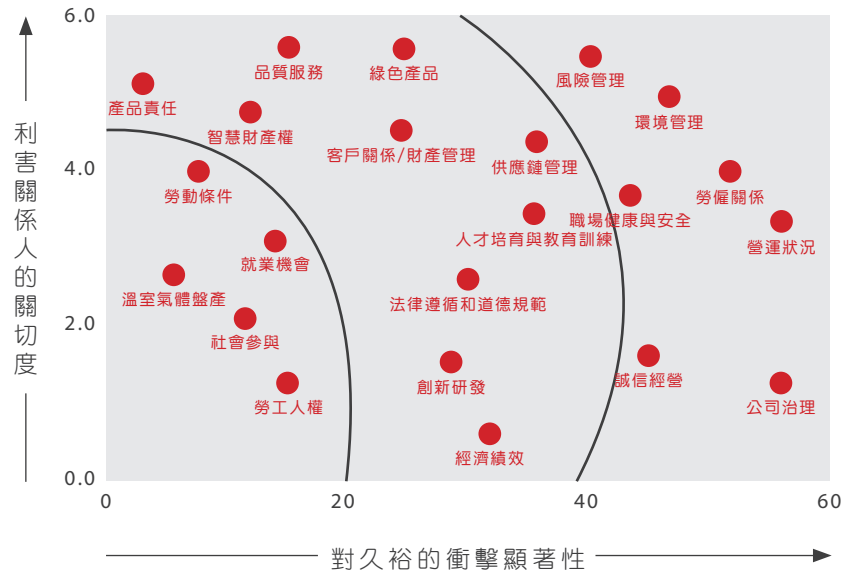 6.0
品質服務
綠色產品
風險管理
產品責任
智慧財產權
環境管理
客戶關係/財產管理
供應鏈管理
4.0
勞動條件
勞僱關係
職場健康與安全
人才培育與教育訓練
營運狀況
就業機會
溫室氣體盤產
法律遵循和道德規範
2.0
社會參與
創新研發
誠信經營
勞工人權
公司治理
經濟績效
0.0
0
20
40
60
利害關係人的關切度
對久裕的衝擊顯著性